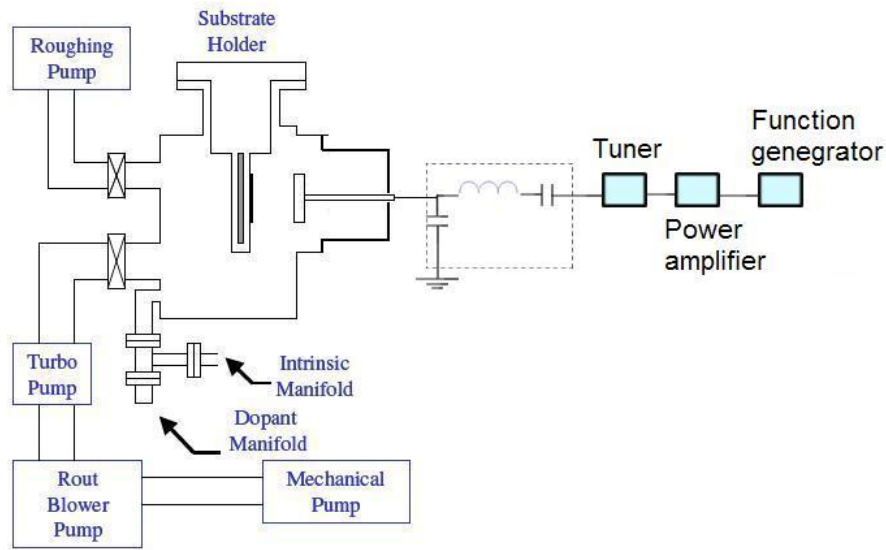 Substrate
Holder
Roughing
Pump
Function
genegrator
Tuner
Power
amplifier
Turbo
Pump
Intrinsic
Manifold
Dopant
Manifold
Rout
Blower
Pump
Mechanical
Pump